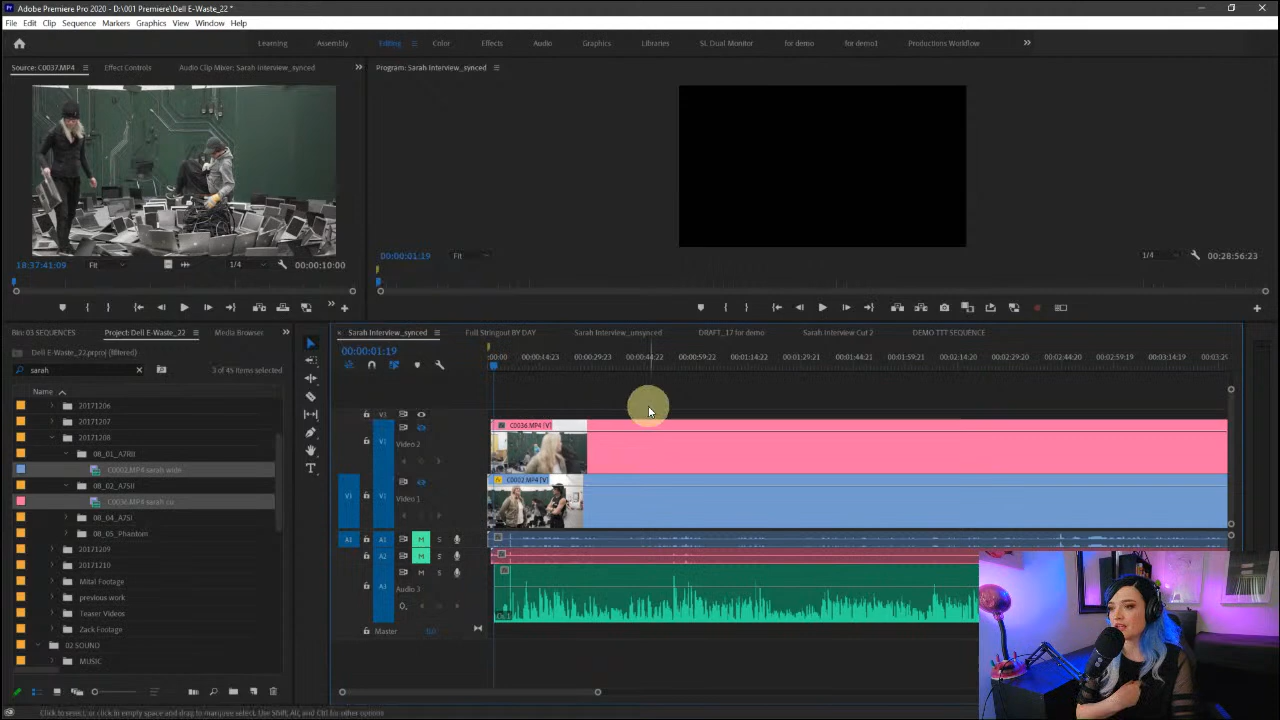 Adobe Premiere Pro 2020 - D:\001 Premiere\Dell E-Waste_22 *
File Edit Clip Sequence Markers Graphics View Window Help
Learning Assembly Editing Color Effects Audio Graphics Libraries SL Dual Monitor for demo for demo1 Productions Workflow
Source: C0037.MP4 Effect Controls Audio Clip Mixer: Sarah Interview_synced
Program: Sarah Interview_synced
18:37:41:09 Fit 1/4 00:00:10:00
00:00:01:19 Fit 1/4 00:28:56:23
Bin: 03 SEQUENCES Project: Dell E-Waste_22 Media Browser
Dell E-Waste_22.prproj (filtered)
sarah
3 of 45 items selected
Name
20171206
20171207
20171208
08_01_A7RII
C0002.MP4 sarah wide
08_02_A7SII
C0036.MP4 sarah cu
08_04_A7SI
08_05_Phantom
20171209
20171210
Mital Footage
previous work
Teaser Videos
Zack Footage
02 SOUND
MUSIC
Sarah Interview_synced Full Stringout BY DAY Sarah Interview_unsynced DRAFT_17 for demo Sarah Interview Cut 2 DEMO TTT SEQUENCE
00:00:01:19
:00:00 00:00:14:23 00:00:29:23 00:00:44:22 00:00:59:22 00:01:14:22 00:01:29:21 00:01:44:21 00:01:59:21 00:02:14:20 00:02:29:20 00:02:44:20 00:02:59:19 00:03:14:19 00:03:29
V3
V2 Video 2
C0036.MP4 [V]
V1 V1 Video 1
fx C0002.MP4 [V]
A1 A1 M S
A2 M S
M S
A3 Audio 3
Master 0.0
Click to select, or click in empty space and drag to marquee select. Use Shift, Alt, and Ctrl for other options.